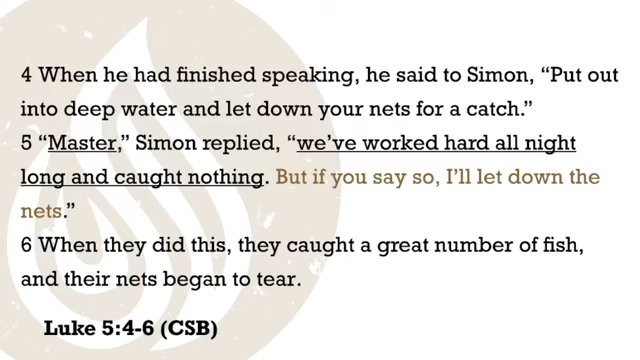 4 When he had finished speaking, he said to Simon, “Put out
into deep water and let down your nets for a catch.”
5 “Master,” Simon replied, “we’ve worked hard all night
long and caught nothing. But if you say so, I’ll let down the
nets.”
6 When they did this, they caught a great number of fish,
and their nets began to tear.
Luke 5:4-6 (CSB)